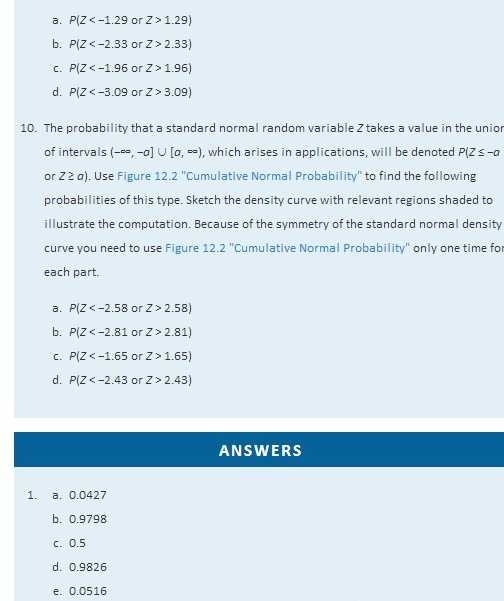 a. P(Z < −1.29 or Z > 1.29)
b. P(Z < −2.33 or Z > 2.33)
c. P(Z < −1.96 or Z > 1.96)
d. P(Z < −3.09 or Z > 3.09)
10. The probability that a standard normal random variable Z takes a value in the union
of intervals (−∞, −a] ∪ [a, ∞), which arises in applications, will be denoted P(Z ≤ −a
or Z ≥ a). Use Figure 12.2 "Cumulative Normal Probability" to find the following
probabilities of this type. Sketch the density curve with relevant regions shaded to
illustrate the computation. Because of the symmetry of the standard normal density
curve you need to use Figure 12.2 "Cumulative Normal Probability" only one time for
each part.
a. P(Z < −2.58 or Z > 2.58)
b. P(Z < −2.81 or Z > 2.81)
c. P(Z < −1.65 or Z > 1.65)
d. P(Z < −2.43 or Z > 2.43)
ANSWERS
1. a. 0.0427
b. 0.9798
c. 0.5
d. 0.9826
e. 0.0516